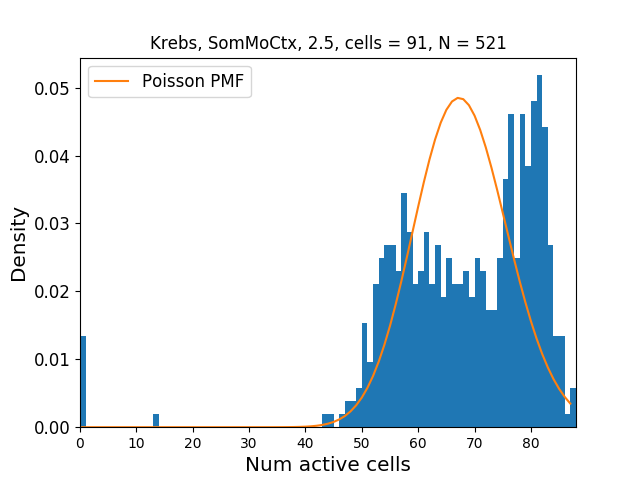 Krebs, SomMoCtx, 2.5, cells = 91, N = 521
Poisson PMF
Density
0.05
0.04
0.03
0.02
0.01
0.00
0 10 20 30 40 50 60 70 80
Num active cells